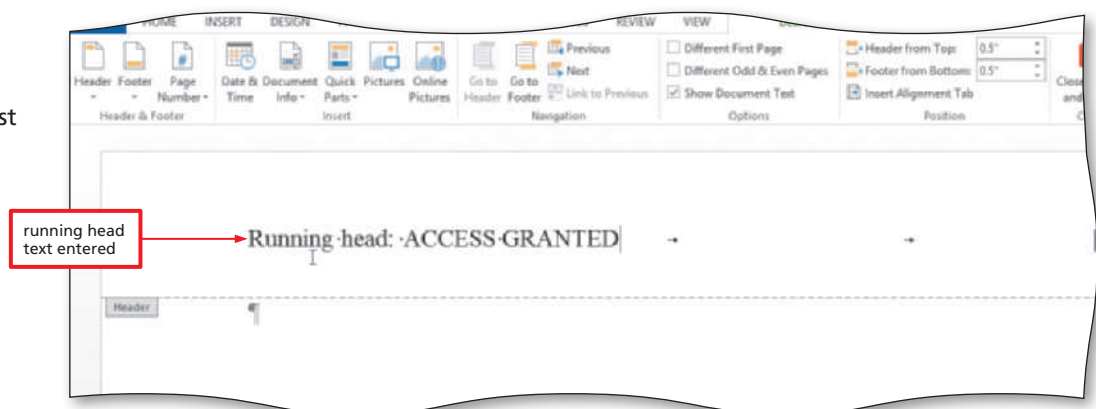 HOME INSERT DESIGN REVIEW VIEW
Header Footer Page Number Date & Time Document Info Quick Parts Pictures Online Pictures Go to Header Go to Footer
Previous
Next
Link to Previous
Different First Page
Different Odd & Even Pages
Show Document Text
Header from Top: 0.5"
Footer from Bottom: 0.5"
Insert Alignment Tab
Close
and
Header & Footer Insert Navigation Options Position
st
running head
text entered
Running head: ACCESS GRANTED
Header
¶